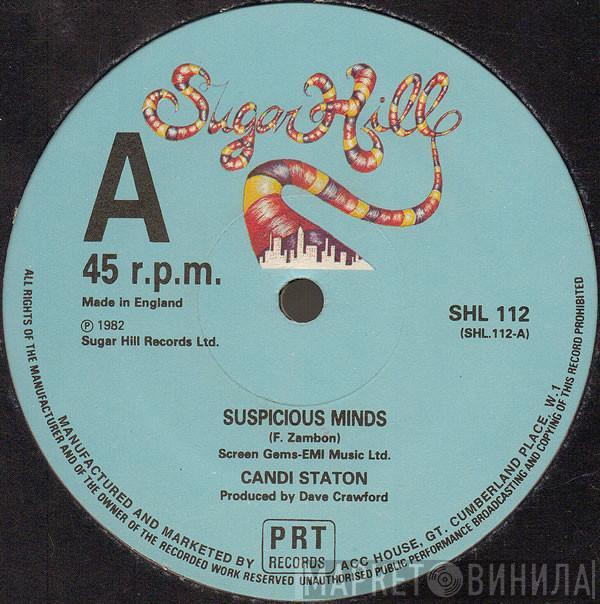 Sugar Hill
A
45 r.p.m.
Made in England
℗ 1982
Sugar Hill Records Ltd.
SHL 112
(SHL.112-A)
SUSPICIOUS MINDS
(F. Zambon)
Screen Gems-EMI Music Ltd.
CANDI STATON
Produced by Dave Crawford
PRT
RECORDS
MANUFACTURED AND MARKETED BY
ACC HOUSE, GT. CUMBERLAND PLACE, W.1
ALL RIGHTS OF THE MANUFACTURER AND OF THE OWNER OF THE RECORDED WORK RESERVED UNAUTHORISED PUBLIC PERFORMANCE BROADCASTING AND COPYING OF THIS RECORD PROHIBITED
МАРКЕТ ВИНИЛА